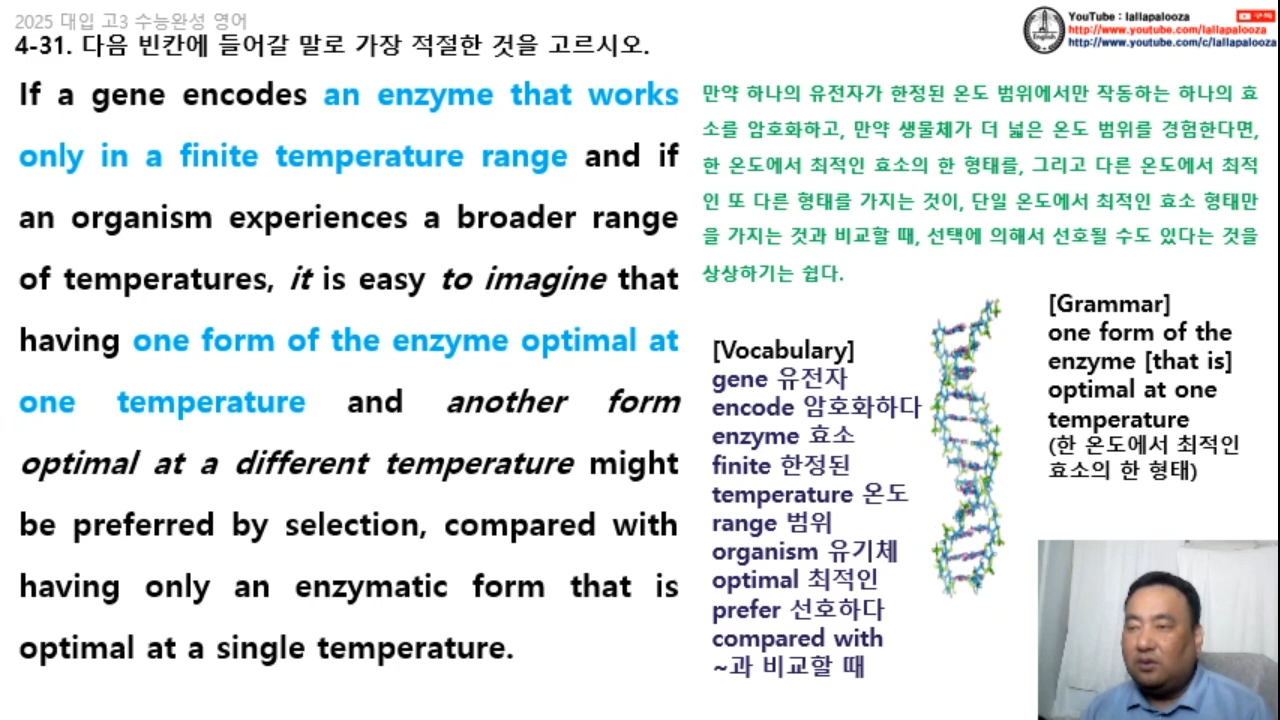 2025 대입 고3 수능완성 영어
4-31. 다음 빈칸에 들어갈 말로 가장 적절한 것을 고르시오.
YouTube : lallapalooza
http://www.youtube.com/lallapalooza
http://www.youtube.com/c/lallapalooza
If a gene encodes an enzyme that works
only in a finite temperature range and if
an organism experiences a broader range
of temperatures, it is easy to imagine that
having one form of the enzyme optimal at
one temperature and another form
optimal at a different temperature might
be preferred by selection, compared with
having only an enzymatic form that is
optimal at a single temperature.
만약 하나의 유전자가 한정된 온도 범위에서만 작동하는 하나의 효
소를 암호화하고, 만약 생물체가 더 넓은 온도 범위를 경험한다면,
한 온도에서 최적인 효소의 한 형태를, 그리고 다른 온도에서 최적
인 또 다른 형태를 가지는 것이, 단일 온도에서 최적인 효소 형태만
을 가지는 것과 비교할 때, 선택에 의해서 선호될 수도 있다는 것을
상상하기는 쉽다.
[Vocabulary]
gene 유전자
encode 암호화하다
enzyme 효소
finite 한정된
temperature 온도
range 범위
organism 유기체
optimal 최적인
prefer 선호하다
compared with
~과 비교할 때
[Grammar]
one form of the
enzyme [that is]
optimal at one
temperature
(한 온도에서 최적인
효소의 한 형태)